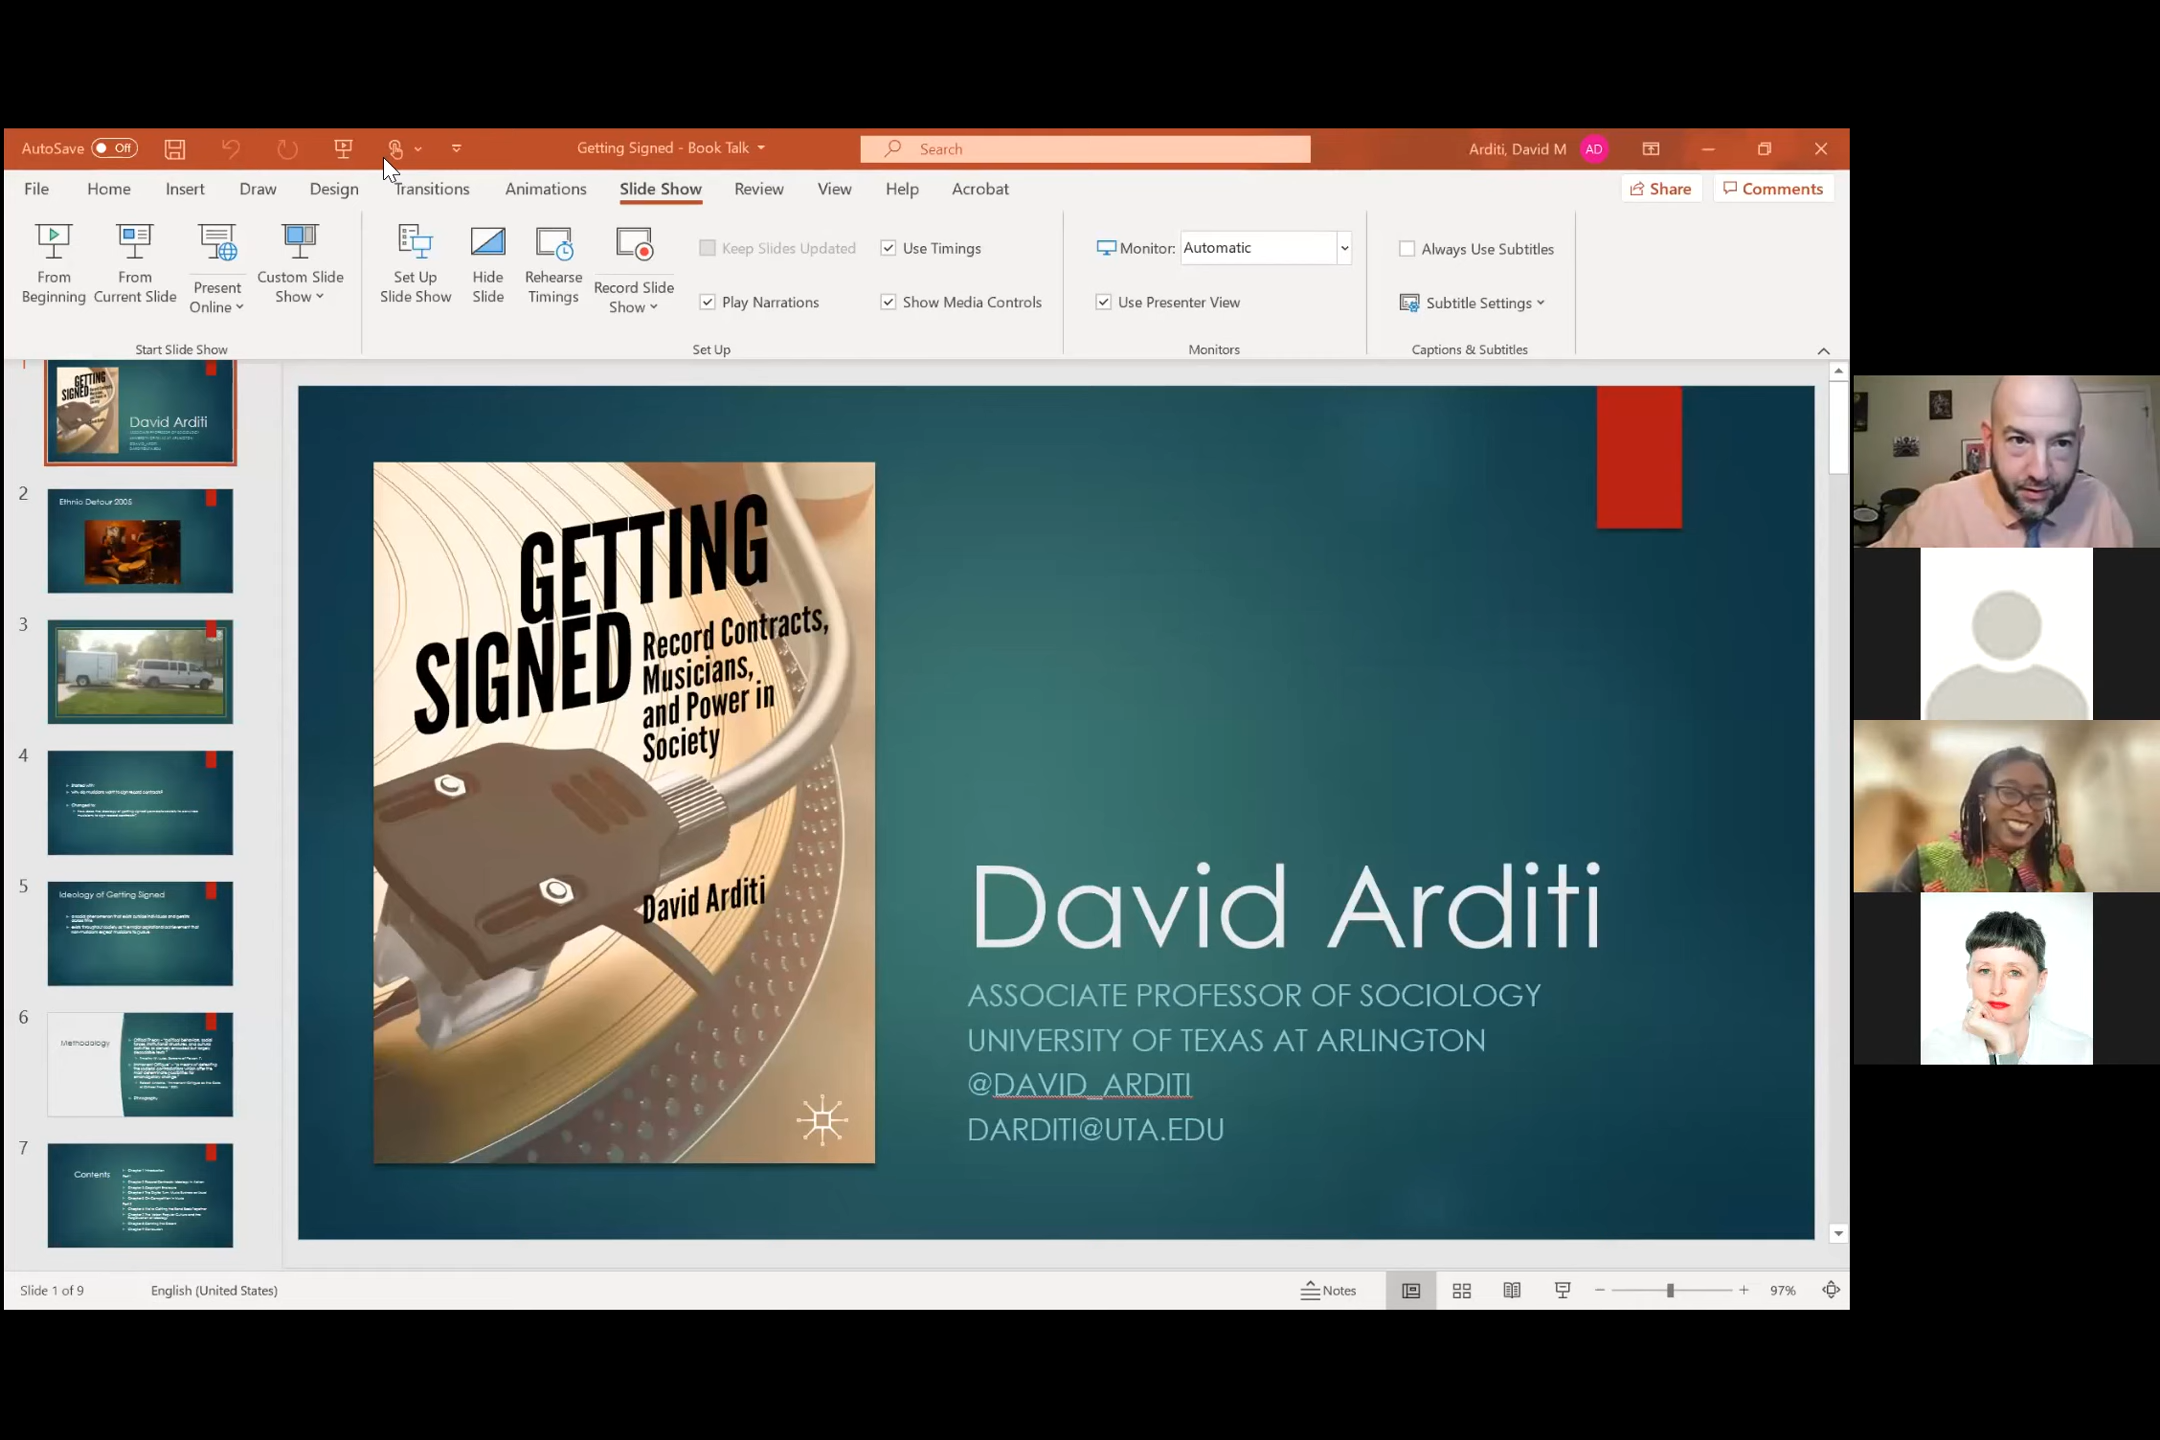 AutoSave Off
Getting Signed - Book Talk
Search
Arditi, David M AD
File Home Insert Draw Design Transitions Animations Slide Show Review View Help Acrobat
Share Comments
From Beginning
From Current Slide
Present Online
Custom Slide Show
Set Up Slide Show
Hide Slide
Rehearse Timings
Record Slide Show
Keep Slides Updated
Play Narrations
Use Timings
Show Media Controls
Monitor: Automatic
Use Presenter View
Always Use Subtitles
Subtitle Settings
Start Slide Show
Set Up
Monitors
Captions & Subtitles
1
GETTING
SIGNED
David Arditi
2
Ethnic Detour 2005
3
4
5
Ideology of Getting Signed
6
Methodology
7
Contents
GETTING
SIGNED
Record Contracts,
Musicians,
and Power in
Society
David Arditi
David Arditi
ASSOCIATE PROFESSOR OF SOCIOLOGY
UNIVERSITY OF TEXAS AT ARLINGTON
@DAVID_ARDITI
DARDITI@UTA.EDU
Slide 1 of 9
English (United States)
Notes
97%